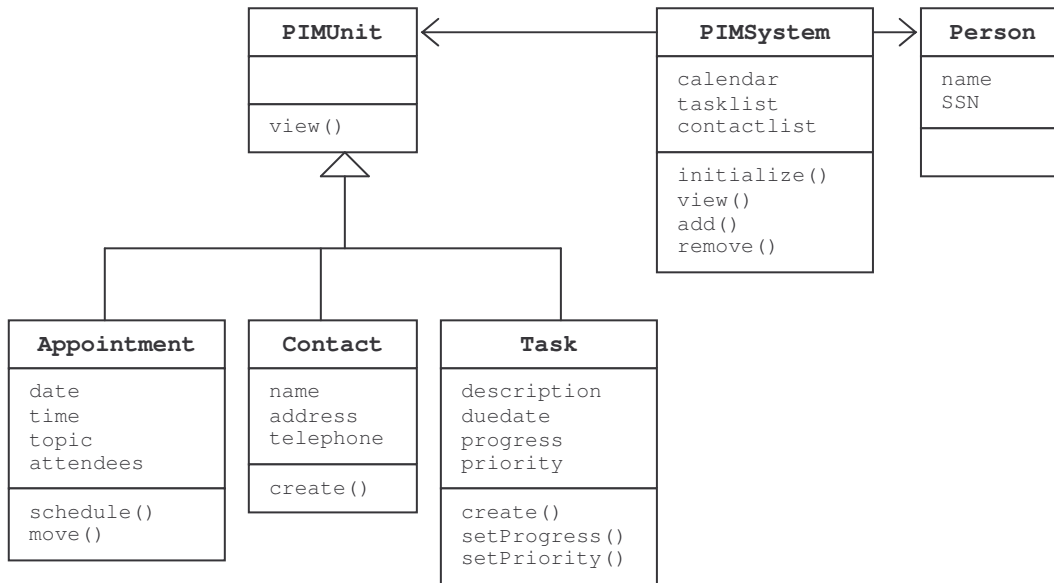 PIMUnit
view()
PIMSystem
calendar
tasklist
contactlist
initialize()
view()
add()
remove()
Person
name
SSN
Appointment
date
time
topic
attendees
schedule()
move()
Contact
name
address
telephone
create()
Task
description
duedate
progress
priority
create()
setProgress()
setPriority()